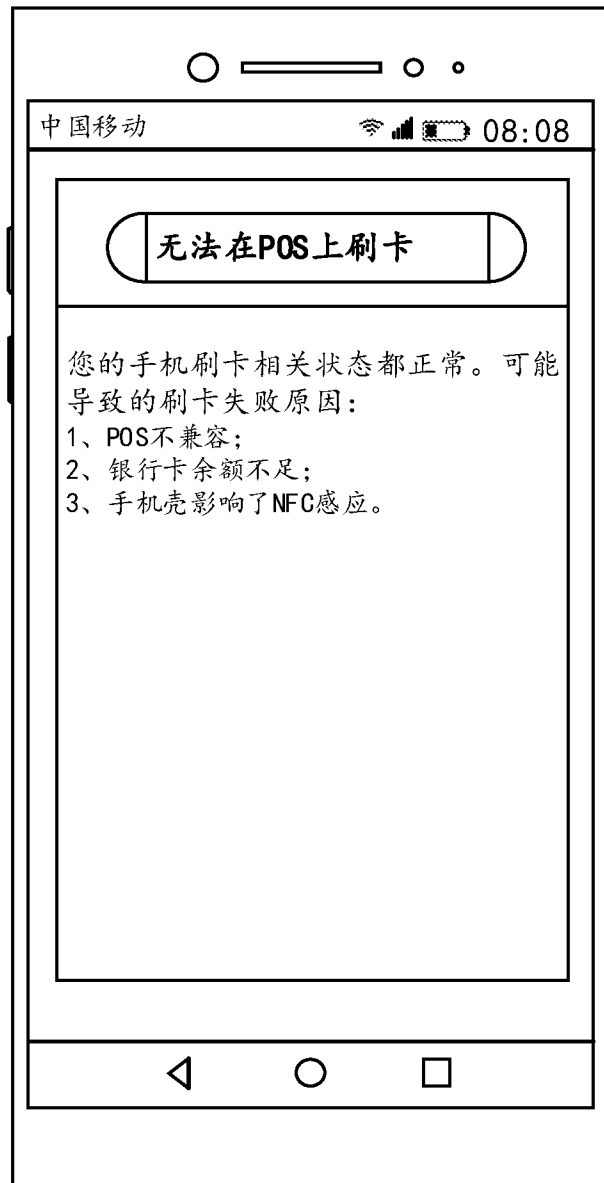 中国移动 08:08
无法在POS上刷卡
您的手机刷卡相关状态都正常。可能
导致的刷卡失败原因：
1、POS不兼容；
2、银行卡余额不足；
3、手机壳影响了NFC感应。